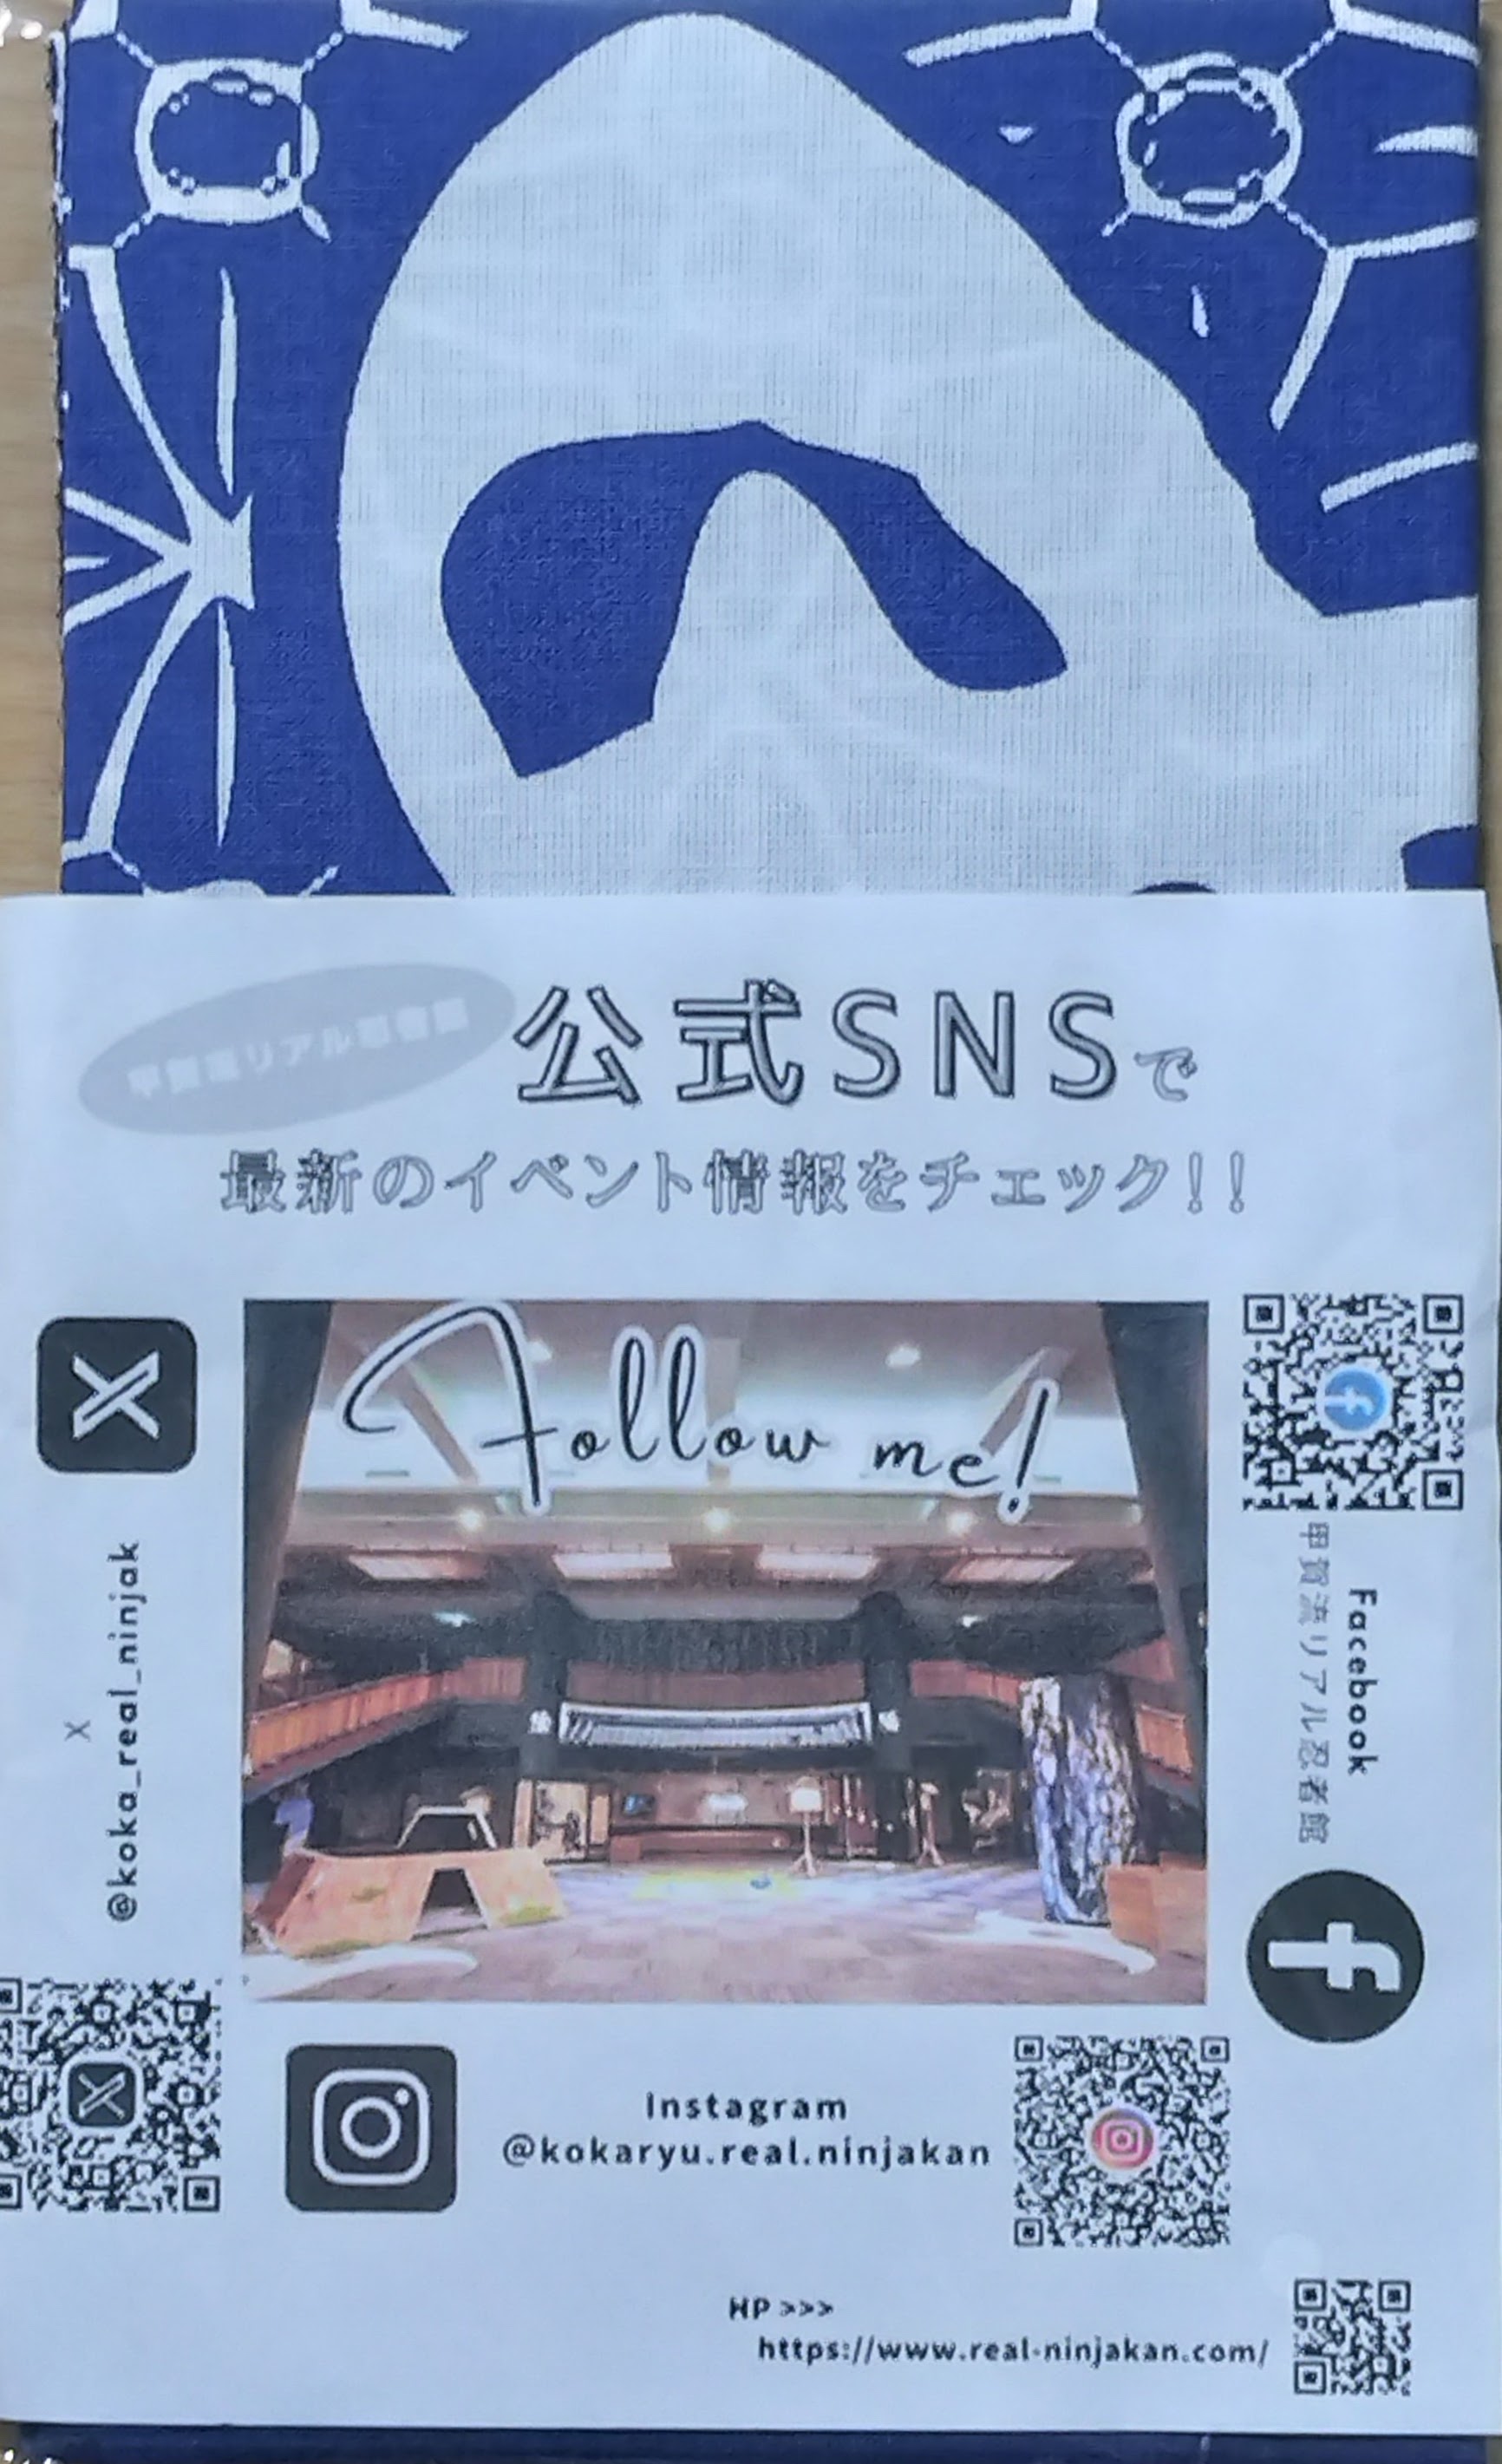 甲賀流リアル忍者館
公式SNSで
最新のイベント情報をチェック!!
Follow me!
X
@koka_real_ninjak
Facebook
甲賀流リアル忍者館
Instagram
@kokaryu.real.ninjakan
HP >>>
https://www.real-ninjakan.com/